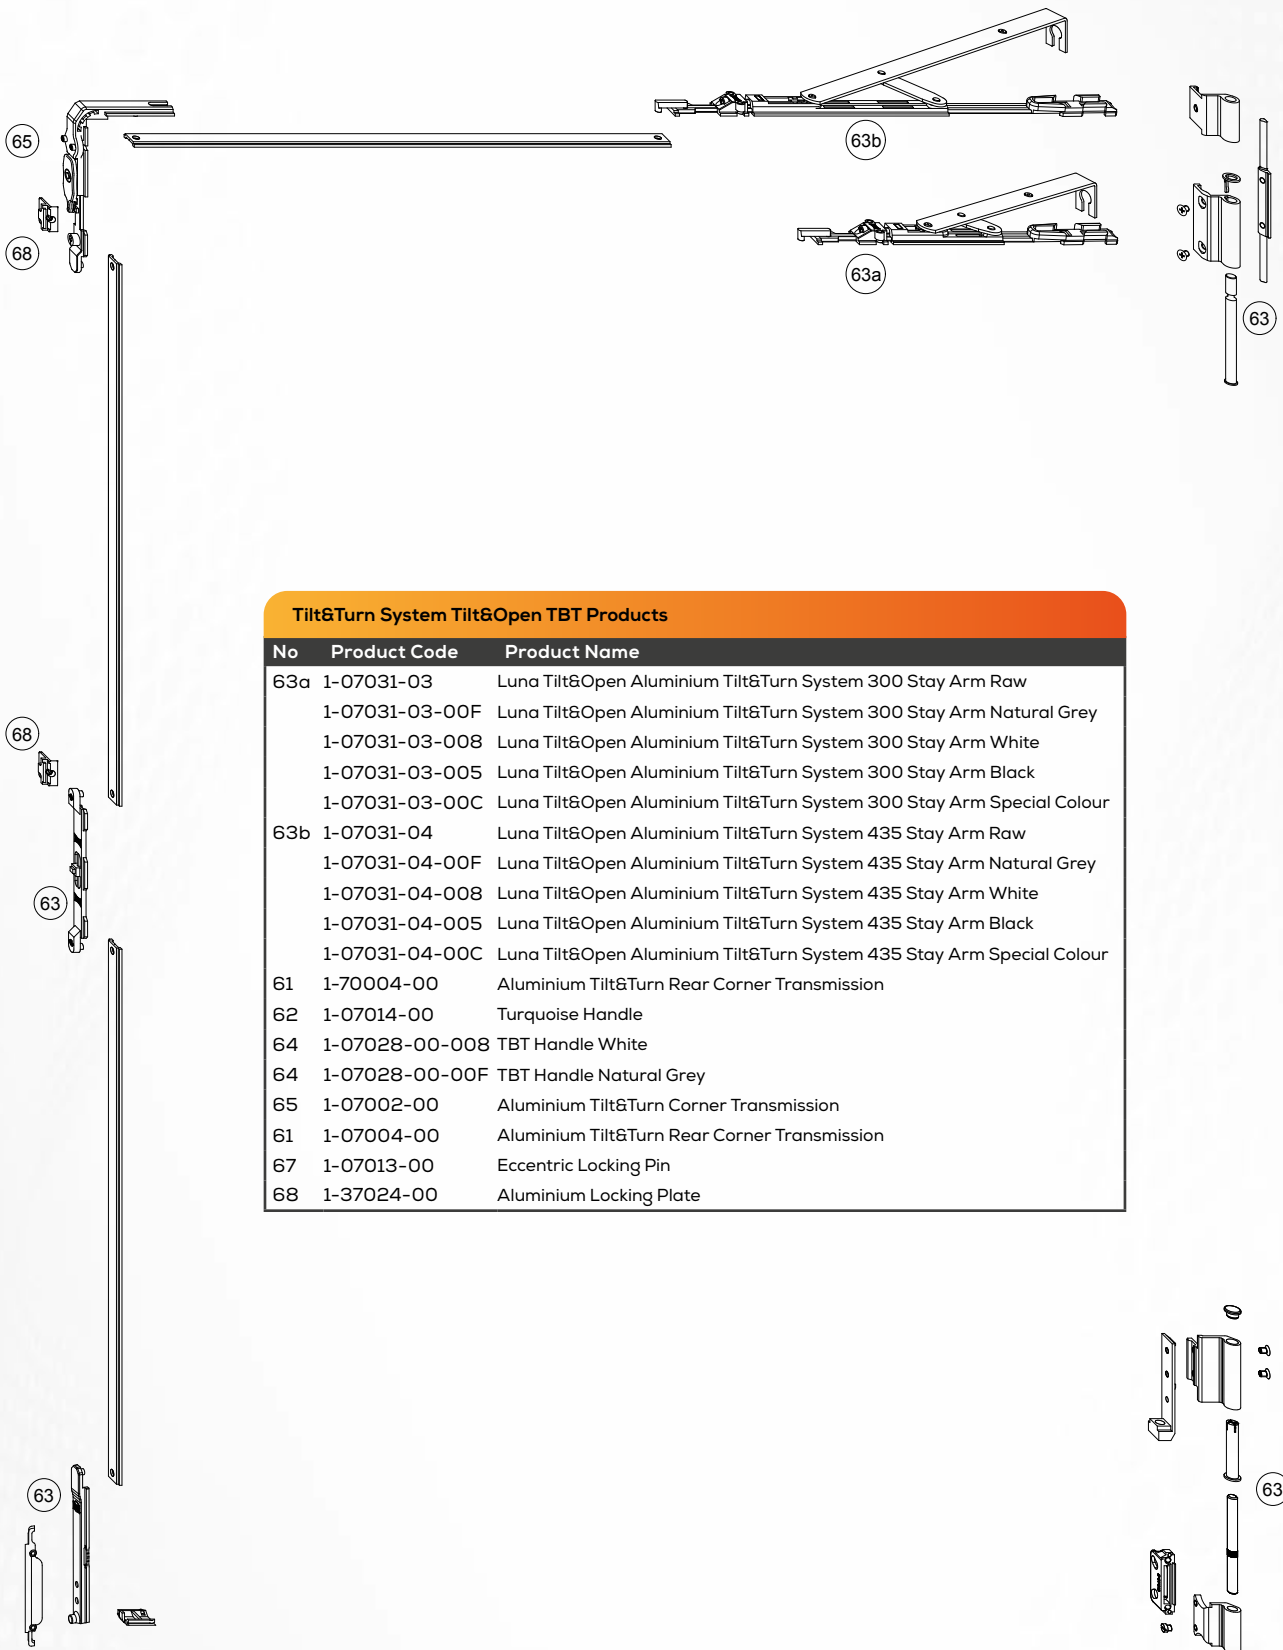 63b
65
63a
68
63
Tilt&Turn System Tilt&Open TBT Products
No Product Code Product Name
63a 1-07031-03 Luna Tilt&Open Aluminium Tilt&Turn System 300 Stay Arm Raw
1-07031-03-00F Luna Tilt&Open Aluminium Tilt&Turn System 300 Stay Arm Natural Grey
1-07031-03-008 Luna Tilt&Open Aluminium Tilt&Turn System 300 Stay Arm White
1-07031-03-005 Luna Tilt&Open Aluminium Tilt&Turn System 300 Stay Arm Black
1-07031-03-00C Luna Tilt&Open Aluminium Tilt&Turn System 300 Stay Arm Special Colour
63b 1-07031-04 Luna Tilt&Open Aluminium Tilt&Turn System 435 Stay Arm Raw
1-07031-04-00F Luna Tilt&Open Aluminium Tilt&Turn System 435 Stay Arm Natural Grey
1-07031-04-008 Luna Tilt&Open Aluminium Tilt&Turn System 435 Stay Arm White
1-07031-04-005 Luna Tilt&Open Aluminium Tilt&Turn System 435 Stay Arm Black
1-07031-04-00C Luna Tilt&Open Aluminium Tilt&Turn System 435 Stay Arm Special Colour
61 1-70004-00 Aluminium Tilt&Turn Rear Corner Transmission
62 1-07014-00 Turquoise Handle
64 1-07028-00-008 TBT Handle White
64 1-07028-00-00F TBT Handle Natural Grey
65 1-07002-00 Aluminium Tilt&Turn Corner Transmission
61 1-07004-00 Aluminium Tilt&Turn Rear Corner Transmission
67 1-07013-00 Eccentric Locking Pin
68 1-37024-00 Aluminium Locking Plate
68
63
63
63